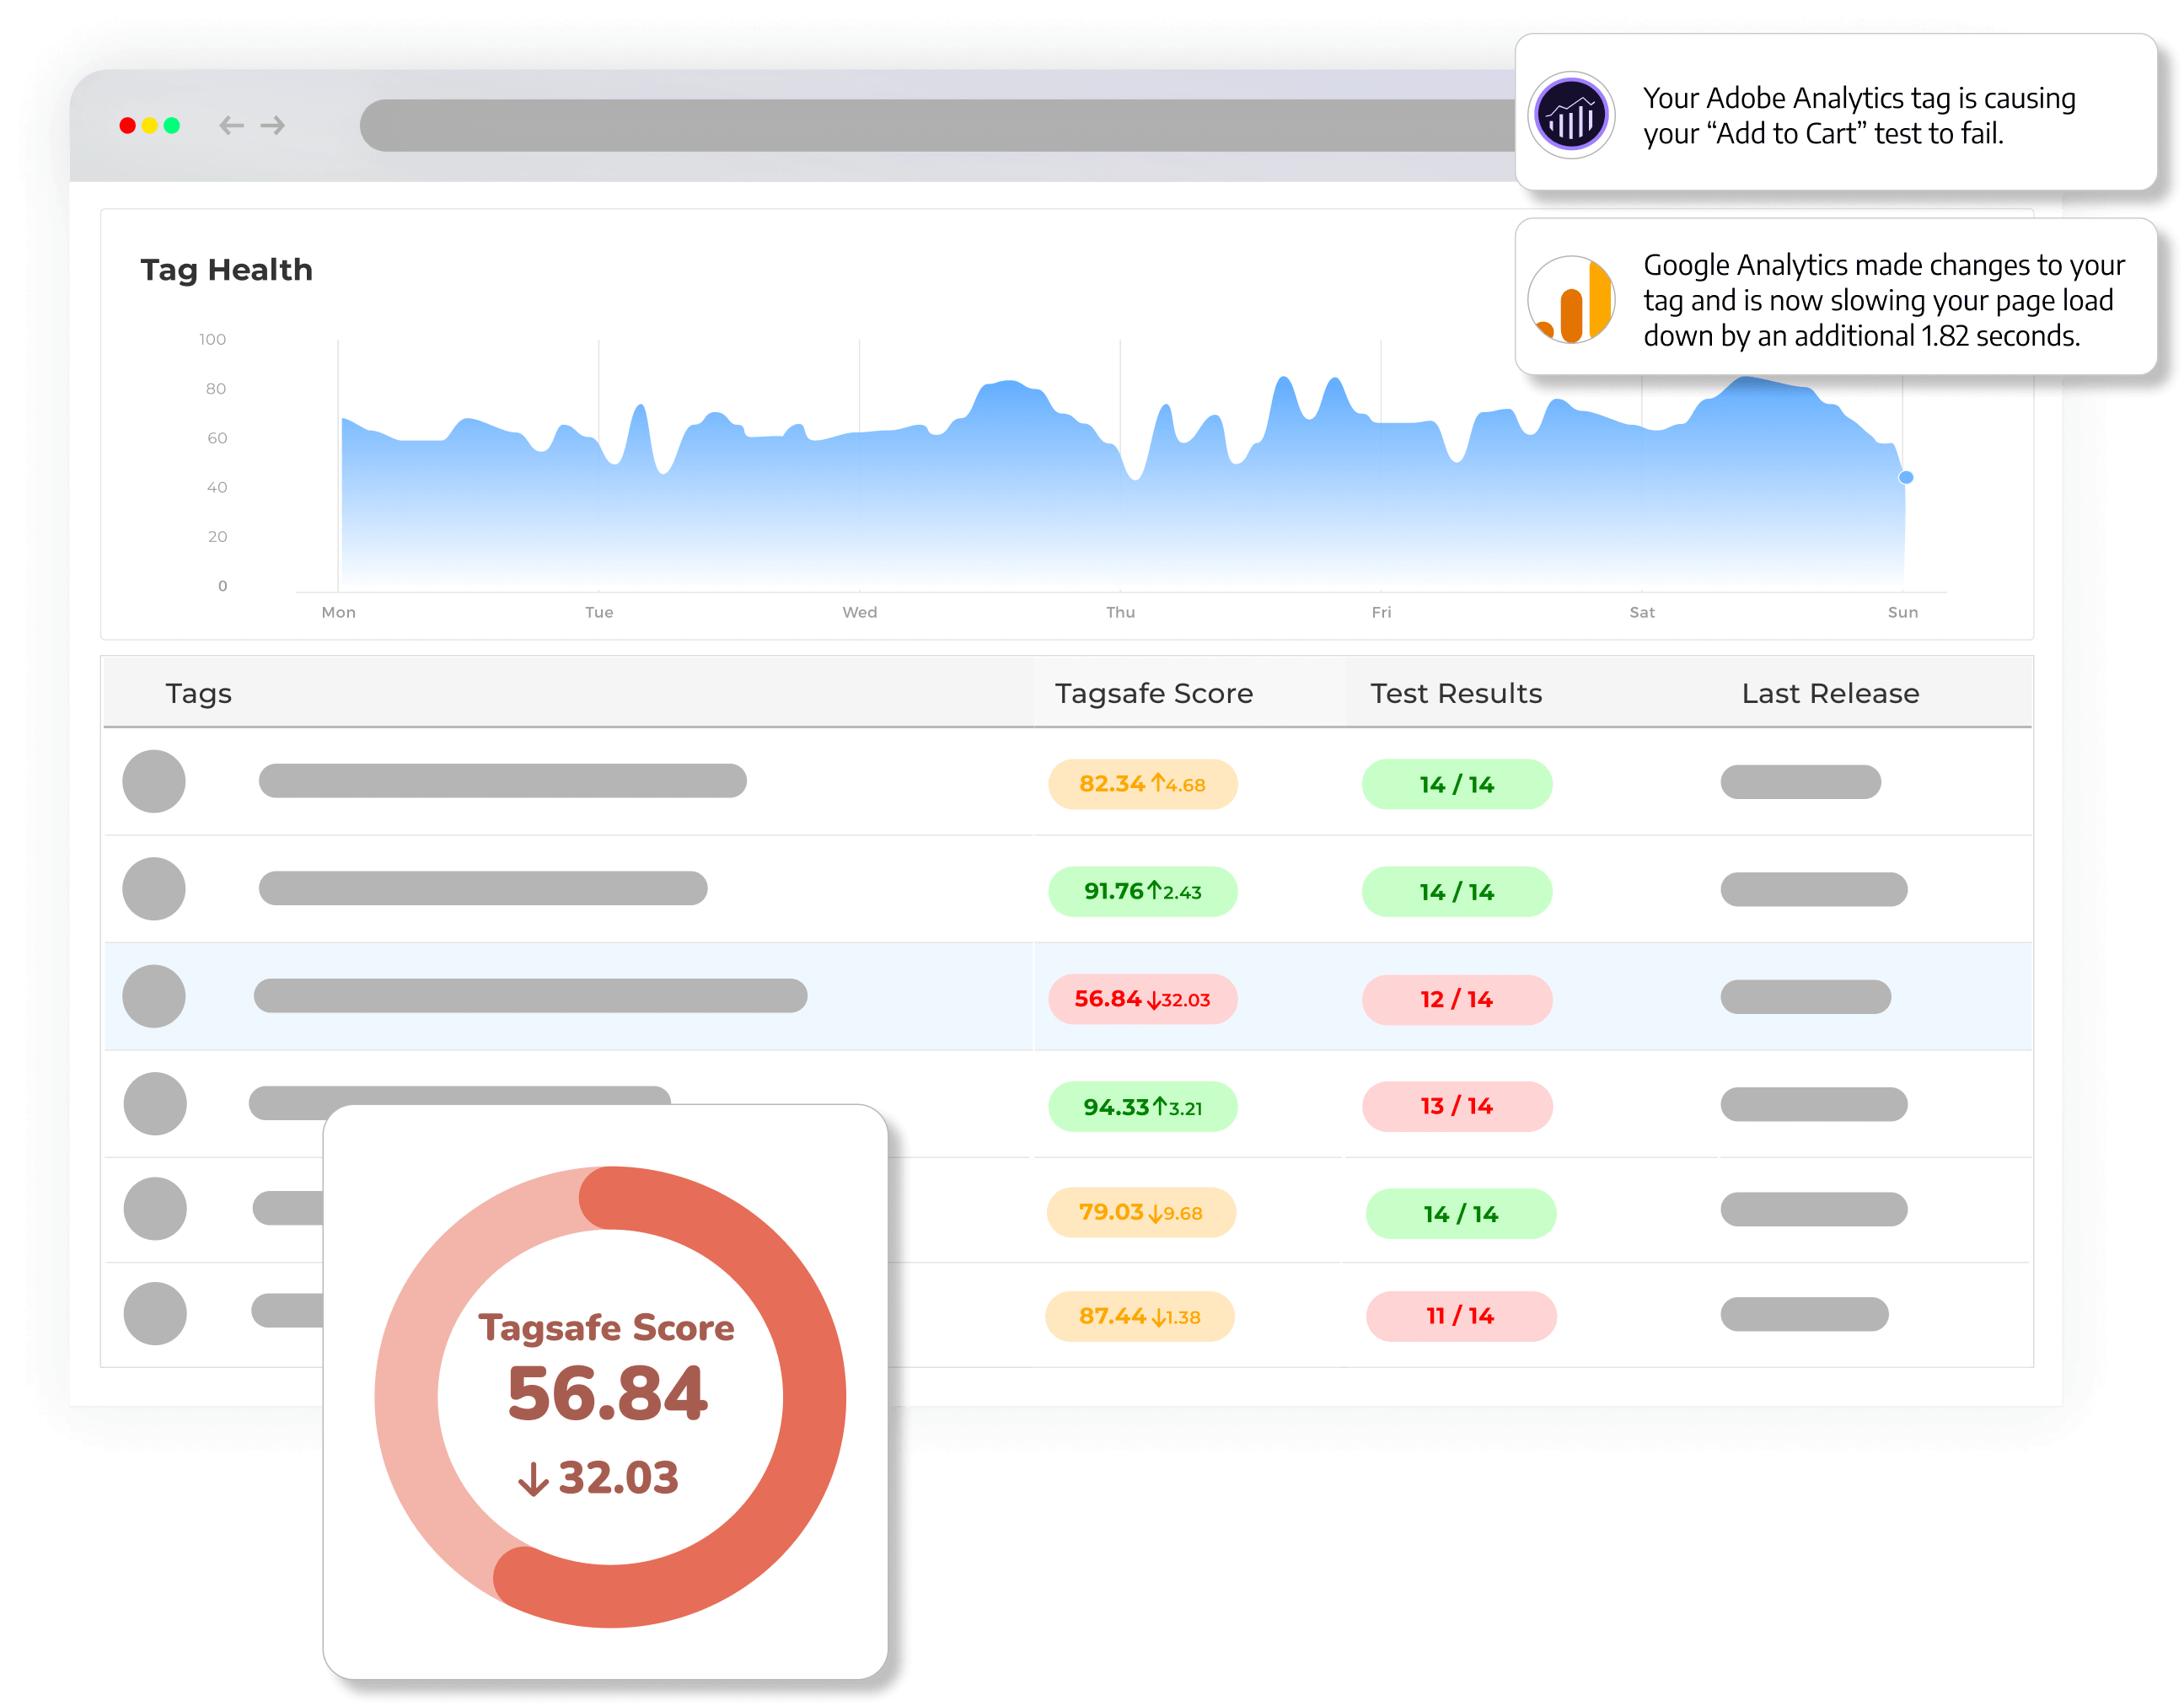 Your Adobe Analytics tag is causing
your “Add to Cart” test to fail.
Google Analytics made changes to your
tag and is now slowing your page load
down by an additional 1.82 seconds.
Tag Health
100
80
60
40
20
0
Mon Tue Wed Thu Fri Sat Sun
Tags Tagsafe Score Test Results Last Release
82.34 ↑4.68 14 / 14
91.76 ↑2.43 14 / 14
56.84 ↓32.03 12 / 14
94.33 ↑3.21 13 / 14
79.03 ↓9.68 14 / 14
87.44 ↓1.38 11 / 14
Tagsafe Score
56.84
↓ 32.03